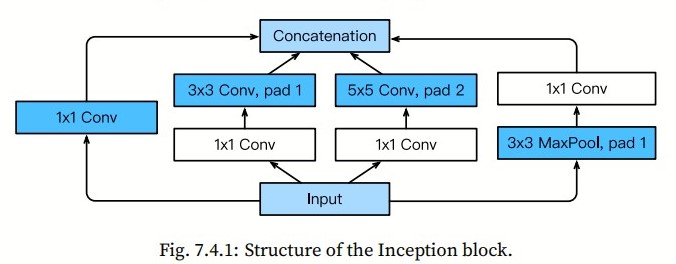 Concatenation
3x3 Conv, pad 1
5x5 Conv, pad 2
1x1 Conv
1x1 Conv
1x1 Conv
1x1 Conv
3x3 MaxPool, pad 1
Input
Fig. 7.4.1: Structure of the Inception block.